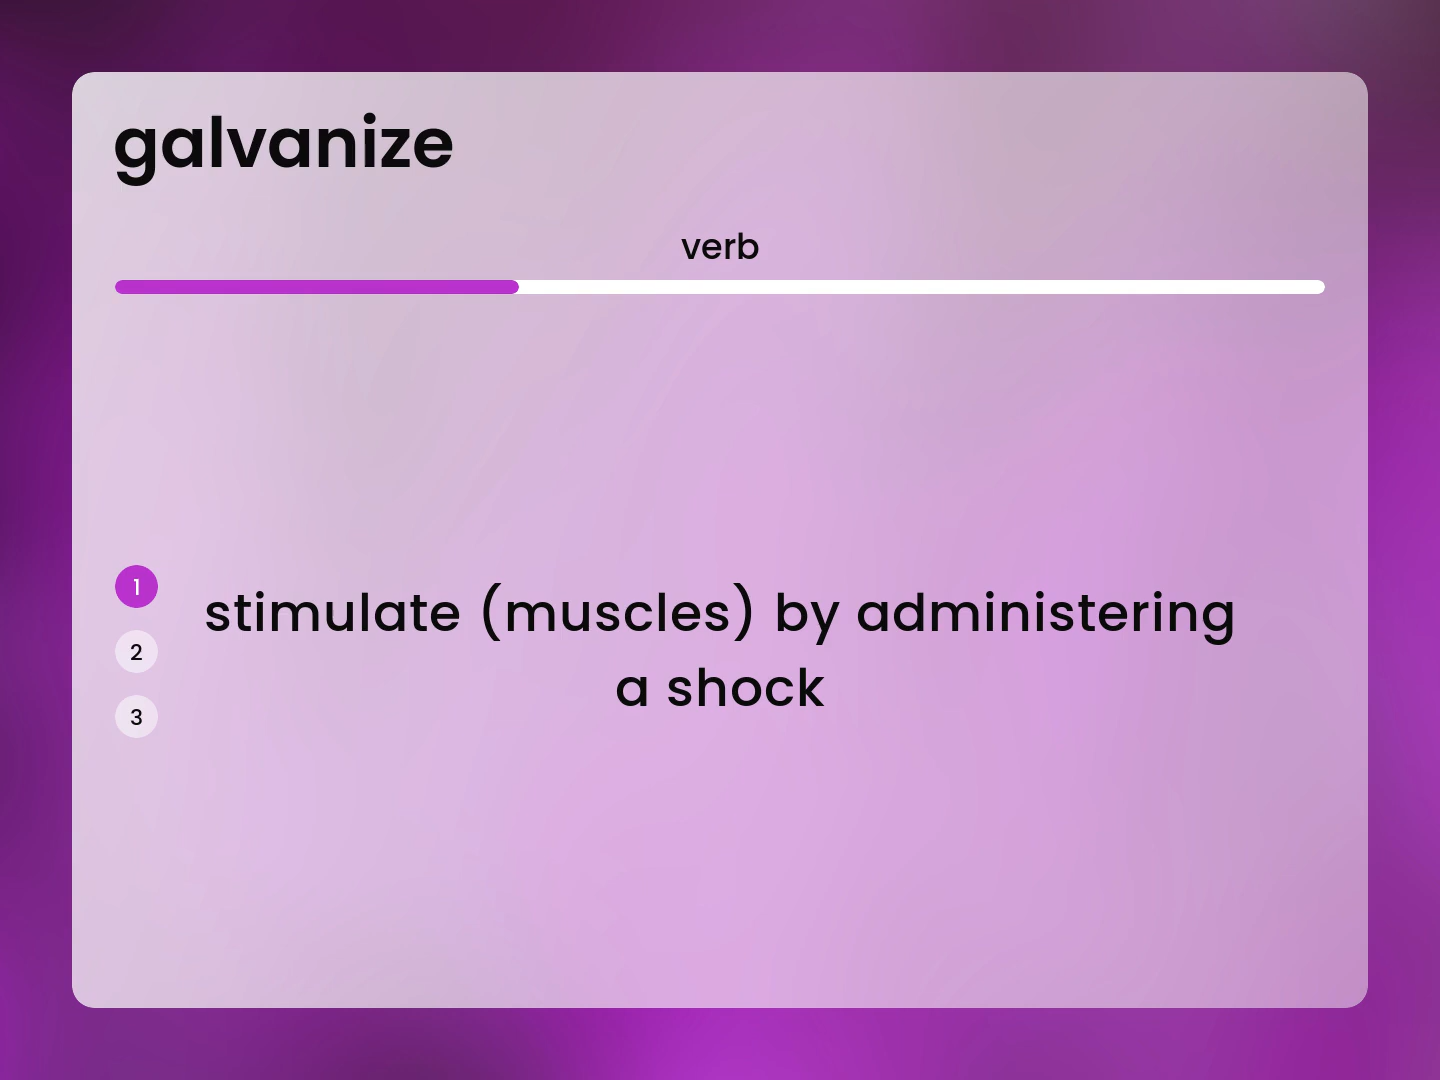 galvanize
verb
1
2
3
stimulate (muscles) by administering
a shock